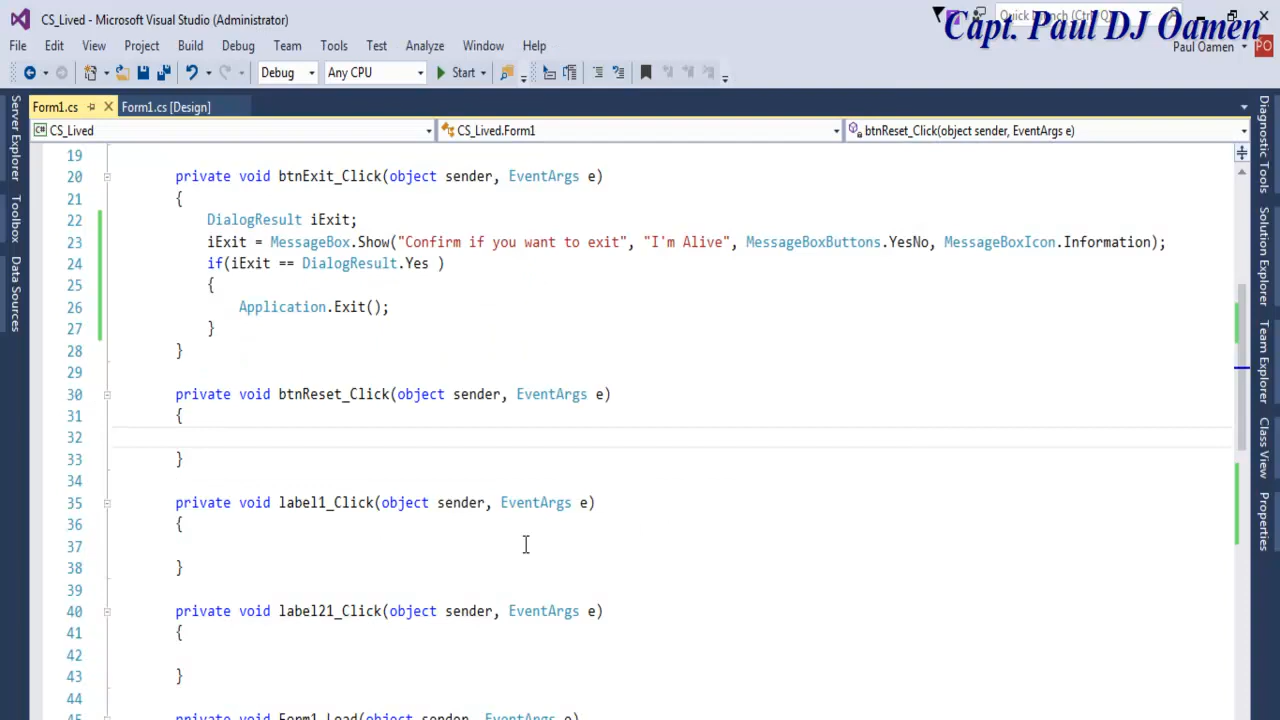 CS_Lived - Microsoft Visual Studio (Administrator)
Quick Launch (Ctrl+Q)
Capt. Paul DJ Oamen
File Edit View Project Build Debug Team Tools Test Analyze Window Help
Paul Oamen PO
Debug Any CPU Start
Form1.cs Form1.cs [Design]
CS_Lived CS_Lived.Form1 btnReset_Click(object sender, EventArgs e)
Server Explorer
Toolbox
Data Sources
19
20 private void btnExit_Click(object sender, EventArgs e)
21 {
22 DialogResult iExit;
23 iExit = MessageBox.Show("Confirm if you want to exit", "I'm Alive", MessageBoxButtons.YesNo, MessageBoxIcon.Information);
24 if(iExit == DialogResult.Yes )
25 {
26 Application.Exit();
27 }
28 }
29
30 private void btnReset_Click(object sender, EventArgs e)
31 {
32
33 }
34
35 private void label1_Click(object sender, EventArgs e)
36 {
37
38 }
39
40 private void label21_Click(object sender, EventArgs e)
41 {
42
43 }
44
45 private void Form1_Load(object sender, EventArgs e)
Diagnostic Tools
Solution Explorer
Team Explorer
Class View
Properties